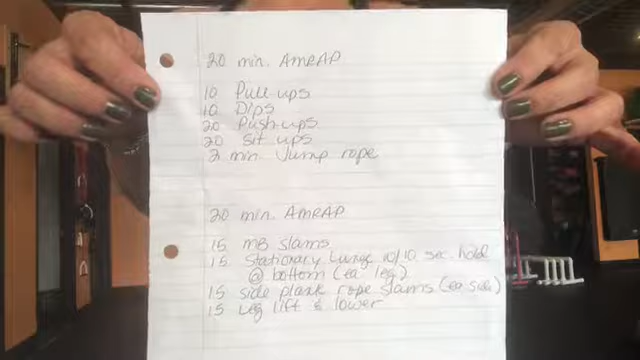 20 min. AMRAP
10 Pull-ups
10 Dips
20 Push-ups
20 sit ups
2 min. Jump rope
20 min. AMRAP
15 MB slams
15 Stationary Lunge 10/10 sec. hold
@ bottom (ea leg)
15 side plank rope slams (ea side)
15 Leg lift & lower